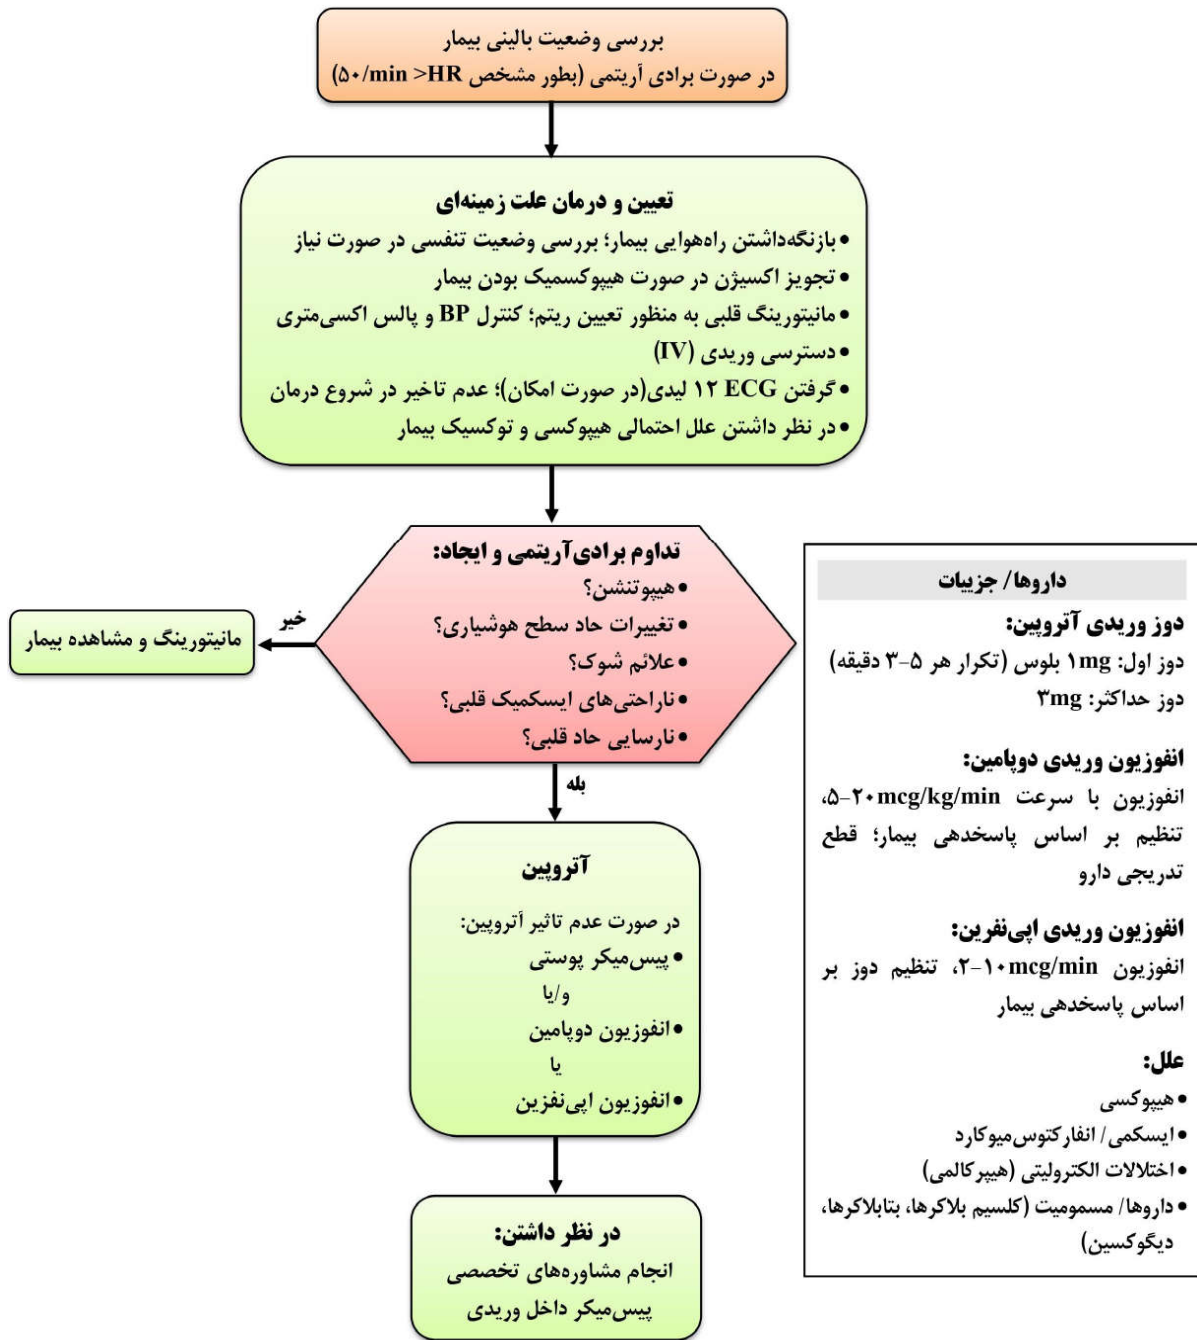 بررسی وضعیت بالینی بیمار
در صورت برادی آریتمی (بطور مشخص HR< ۵۰/min)
تعیین و درمان علت زمینه‌ای
• بازنگه‌داشتن راه‌هوایی بیمار؛ بررسی وضعیت تنفسی در صورت نیاز
• تجویز اکسیژن در صورت هیپوکسمیک بودن بیمار
• مانیتورینگ قلبی به منظور تعیین ریتم؛ کنترل BP و پالس اکسی‌متری
• دسترسی وریدی (IV)
• گرفتن ECG ۱۲ لیدی(در صورت امکان)؛ عدم تاخیر در شروع درمان
• در نظر داشتن علل احتمالی هیپوکسی و توکسیک بیمار
تداوم برادی‌آریتمی و ایجاد:
• هیپوتنشن؟
• تغییرات حاد سطح هوشیاری؟
• علائم شوک؟
• ناراحتی‌های ایسکمیک قلبی؟
• نارسایی حاد قلبی؟
خیر
مانیتورینگ و مشاهده بیمار
بله
آتروپین
در صورت عدم تاثیر آتروپین:
• پیس‌میکر پوستی
و/یا
• انفوزیون دوپامین
یا
• انفوزیون اپی‌نفزین
در نظر داشتن:
انجام مشاوره‌های تخصصی
پیس‌میکر داخل وریدی
داروها/ جزییات
دوز وریدی آتروپین:
دوز اول: ۱mg بلوس (تکرار هر ۵-۳ دقیقه)
دوز حداکثر: ۳mg
انفوزیون وریدی دوپامین:
انفوزیون با سرعت ۵-۲۰mcg/kg/min،
تنظیم بر اساس پاسخدهی بیمار؛ قطع
تدریجی دارو
انفوزیون وریدی اپی‌نفرین:
انفوزیون ۲-۱۰mcg/min، تنظیم دوز بر
اساس پاسخدهی بیمار
علل:
• هیپوکسی
• ایسکمی/ انفارکتوس‌میوکارد
• اختلالات الکترولیتی (هیپرکالمی)
• داروها/ مسمومیت (کلسیم بلاکرها، بتابلاکرها،
دیگوکسین)